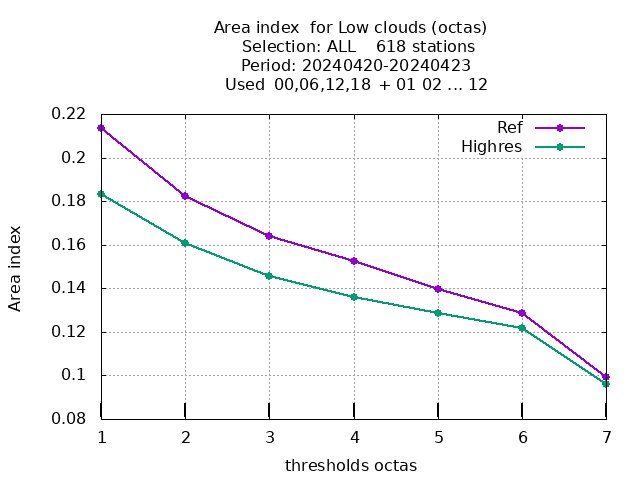 Area index  for Low clouds (octas)
Selection: ALL    618 stations
Period: 20240420-20240423
Used  00,06,12,18 + 01 02 ... 12
Ref
Highres
0.22
0.2
0.18
0.16
0.14
0.12
0.1
0.08
Area index
1 2 3 4 5 6 7
thresholds octas